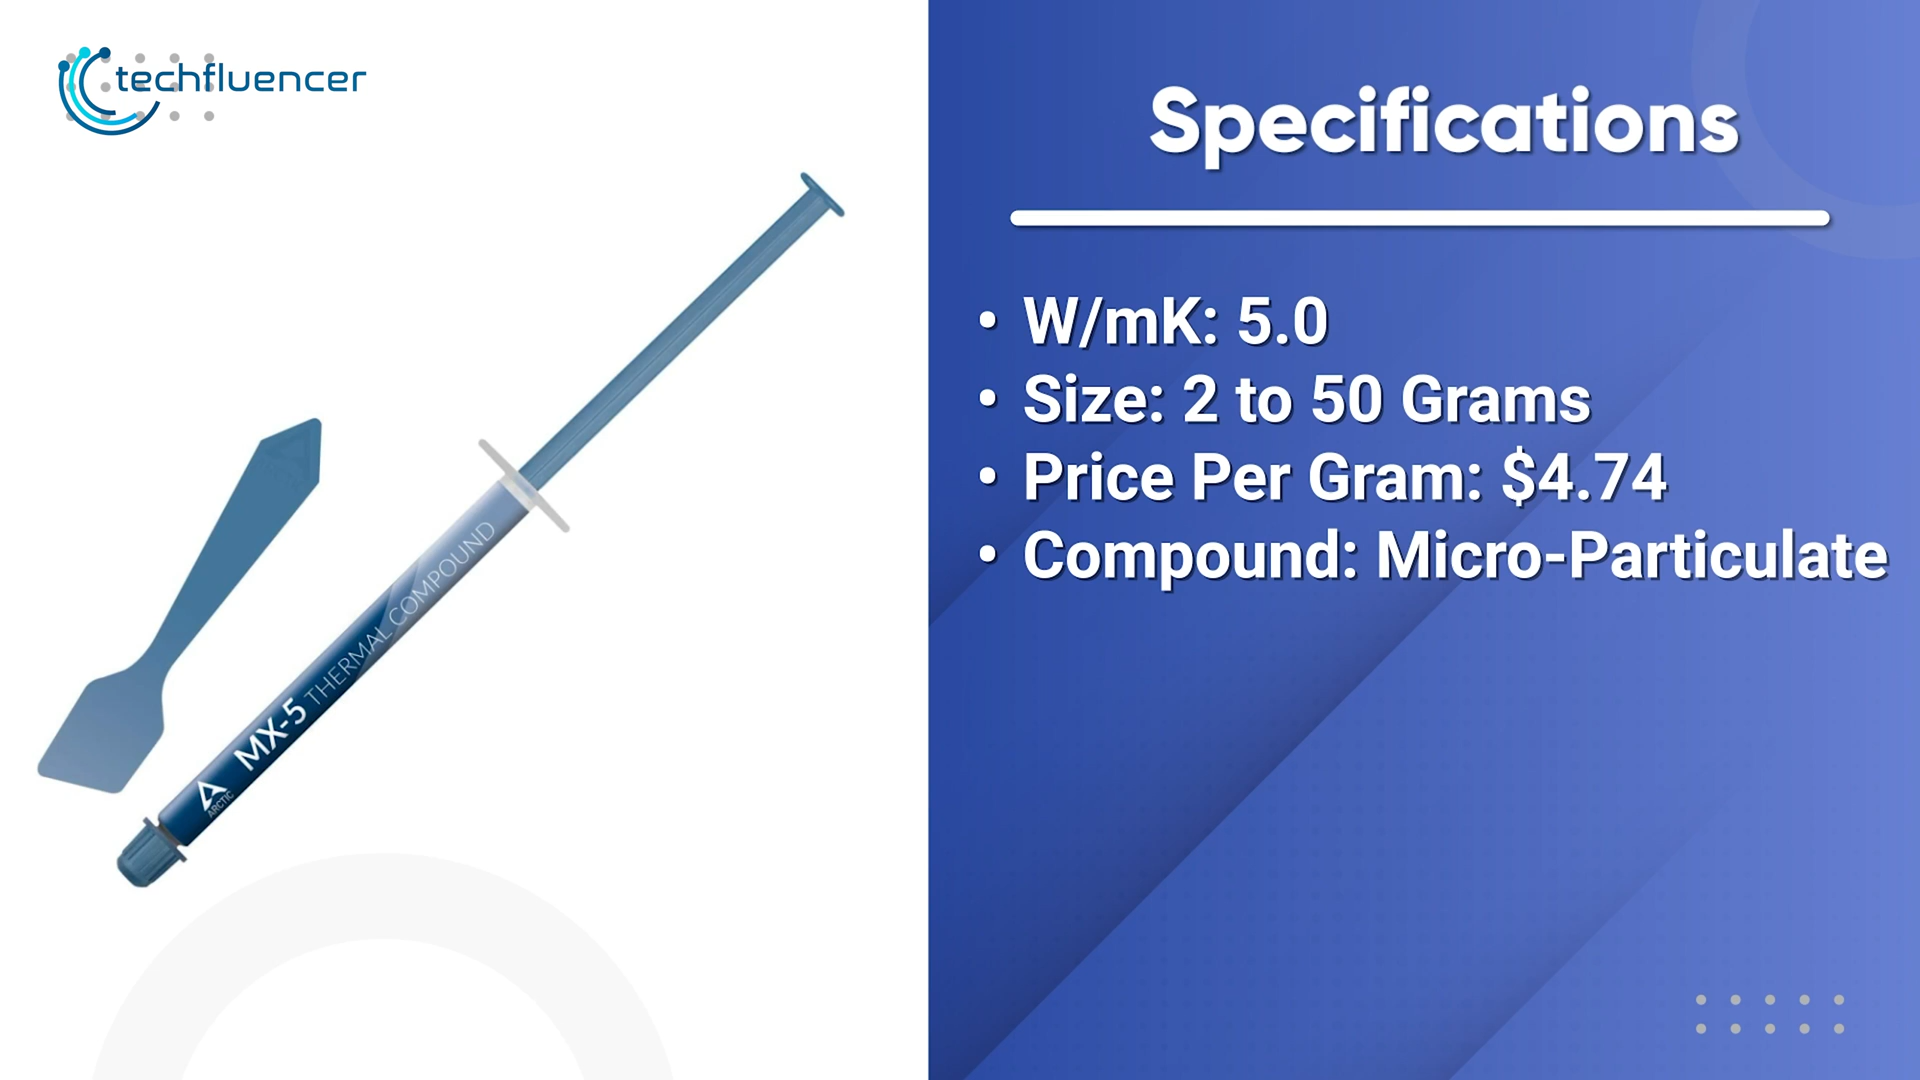 techfluencer
Specifications
• W/mK: 5.0
• Size: 2 to 50 Grams
• Price Per Gram: $4.74
• Compound: Micro-Particulate
MX-5 THERMAL COMPOUND
ARCTIC